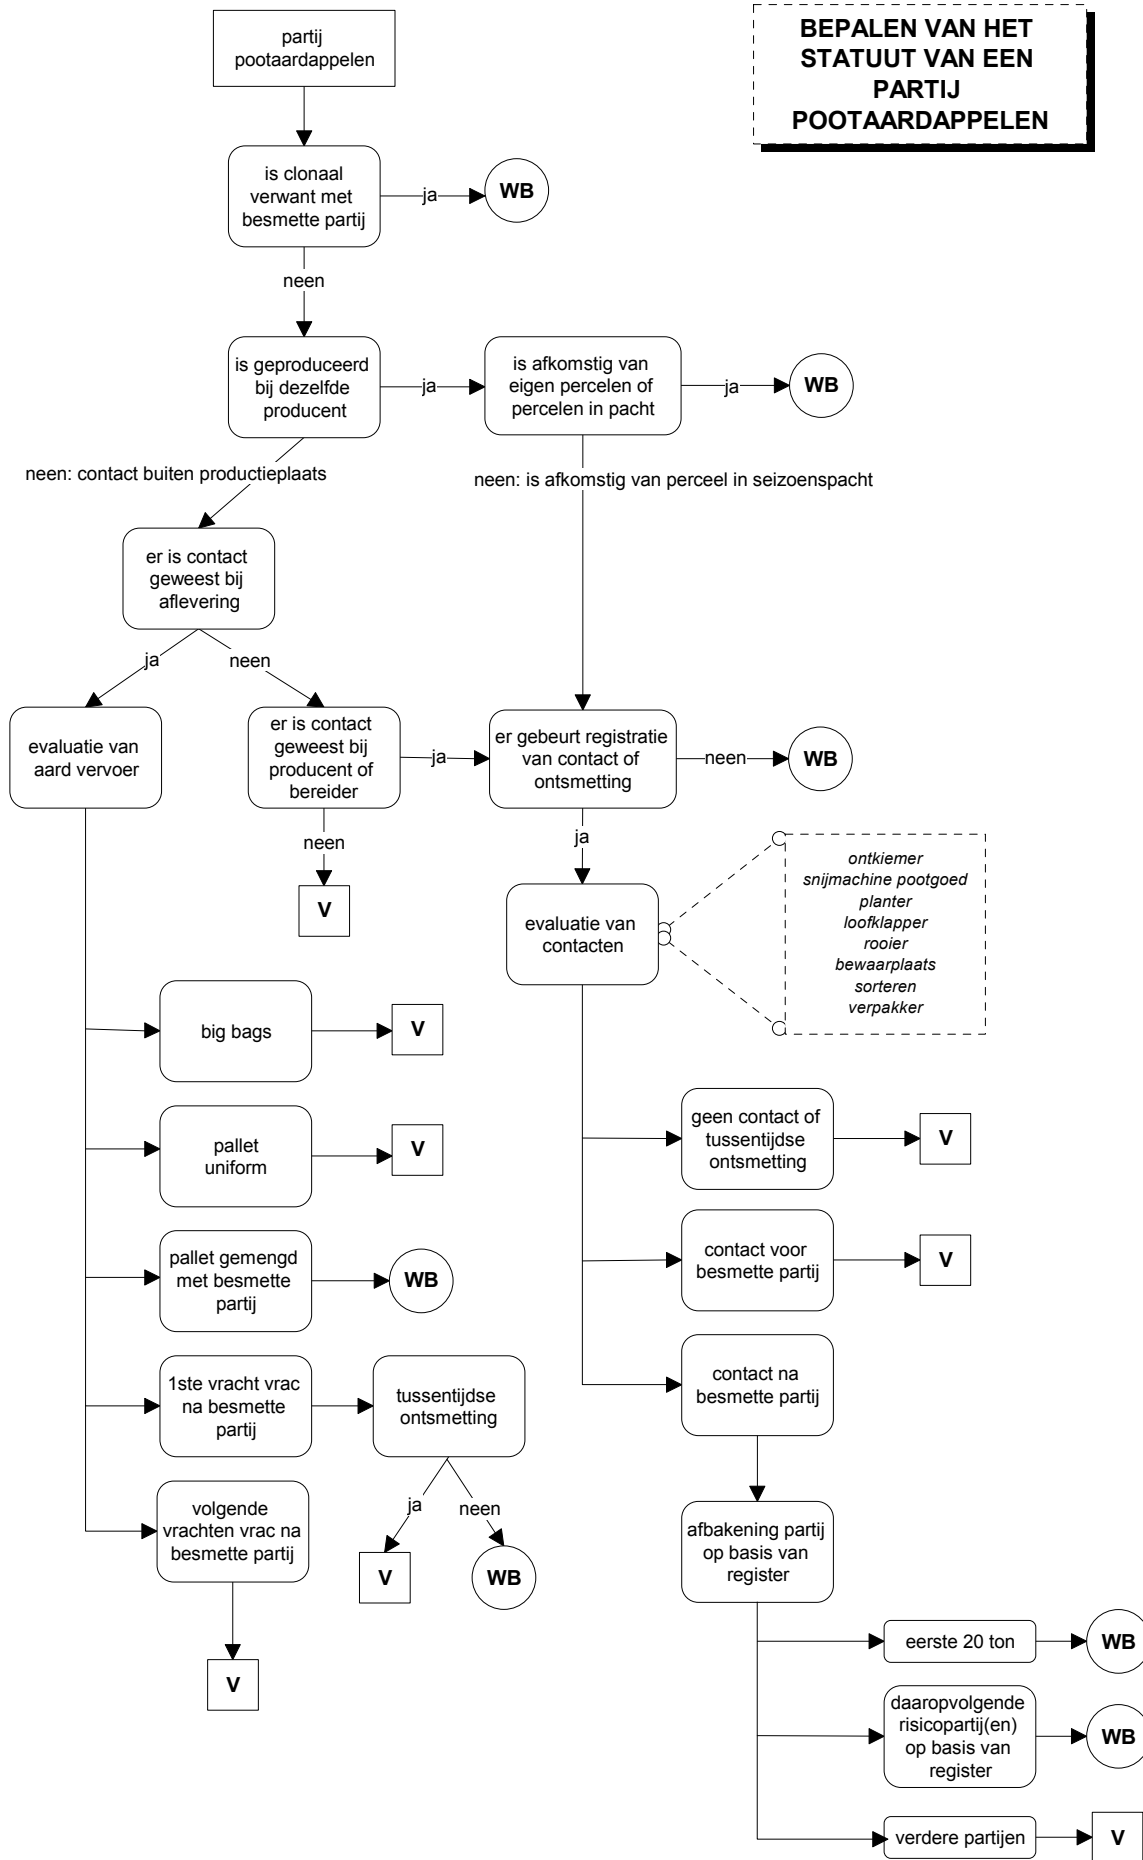 BEPALEN VAN HET
STATUUT VAN EEN
PARTIJ
POOTAARDAPPELEN
partij
pootaardappelen
is clonaal
verwant met
besmette partij
ja
WB
neen
is geproduceerd
bij dezelfde
producent
ja
is afkomstig van
eigen percelen of
percelen in pacht
ja
WB
neen: contact buiten productieplaats
neen: is afkomstig van perceel in seizoenspacht
er is contact
geweest bij
aflevering
ja
neen
evaluatie van
aard vervoer
er is contact
geweest bij
producent of
bereider
ja
er gebeurt registratie
van contact of
ontsmetting
neen
WB
neen
V
ja
evaluatie van
contacten
ontkiemer
snijmachine pootgoed
planter
loofklapper
rooier
bewaarplaats
sorteren
verpakker
big bags
V
pallet
uniform
V
pallet gemengd
met besmette
partij
WB
1ste vracht vrac
na besmette
partij
tussentijdse
ontsmetting
ja
neen
V
WB
volgende
vrachten vrac na
besmette partij
V
geen contact of
tussentijdse
ontsmetting
V
contact voor
besmette partij
V
contact na
besmette partij
afbakening partij
op basis van
register
eerste 20 ton
WB
daaropvolgende
risicopartij(en)
op basis van
register
WB
verdere partijen
V